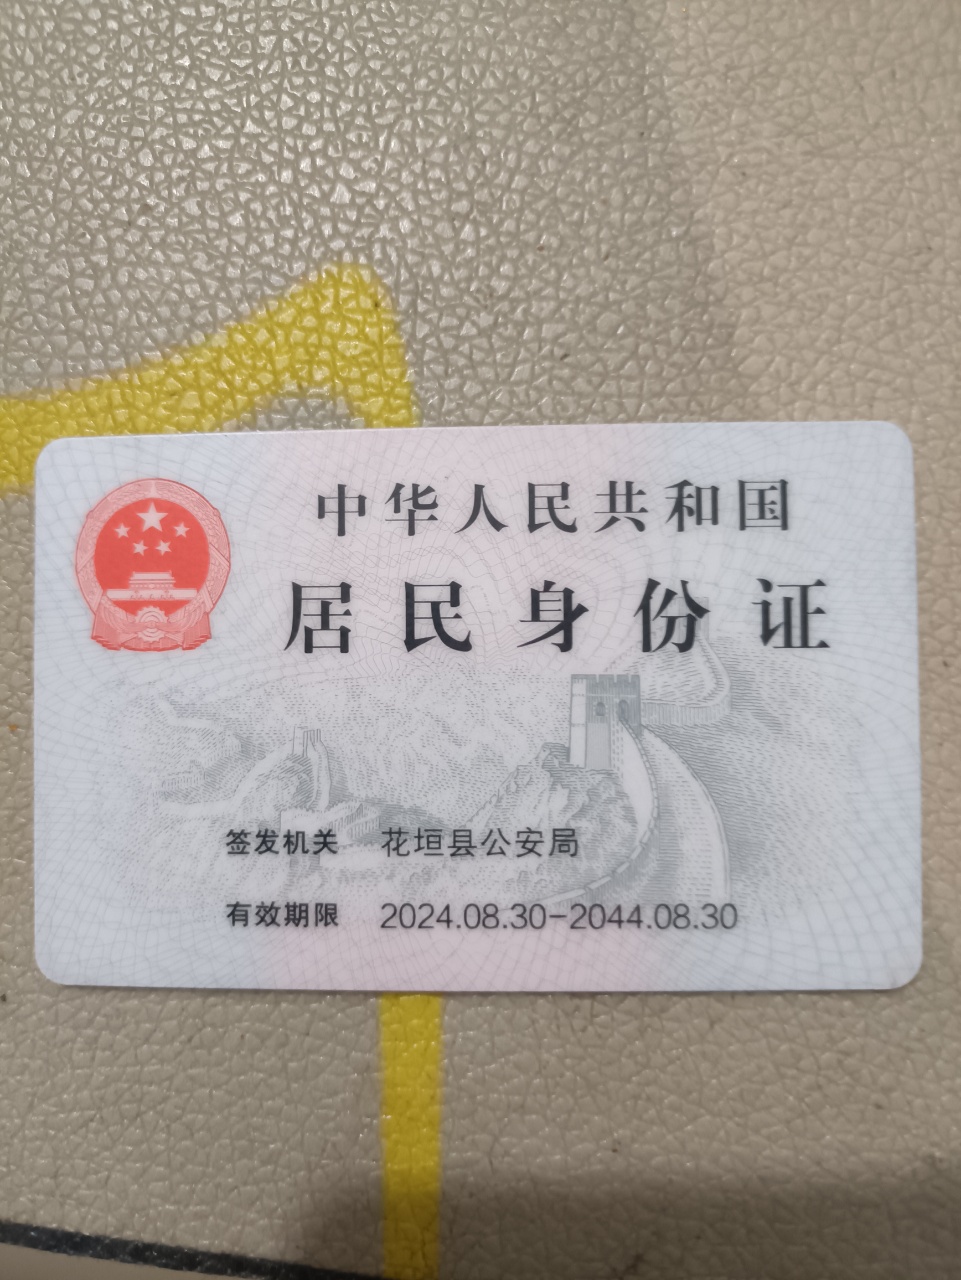 中华人民共和国
居民身份证
签发机关 花垣县公安局
有效期限 2024.08.30-2044.08.30